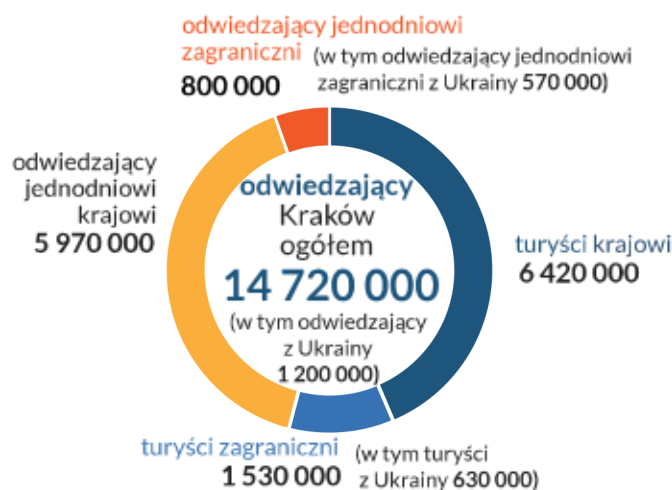 odwiedzający jednodniowi
zagraniczni (w tym odwiedzający jednodniowi
800 000 zagraniczni z Ukrainy 570 000)
odwiedzający
jednodniowi
krajowi
5 970 000
odwiedzający
Kraków
ogółem
14 720 000
(w tym odwiedzający
z Ukrainy
1 200 000)
turyści krajowi
6 420 000
turyści zagraniczni (w tym turyści
1 530 000 z Ukrainy 630 000)